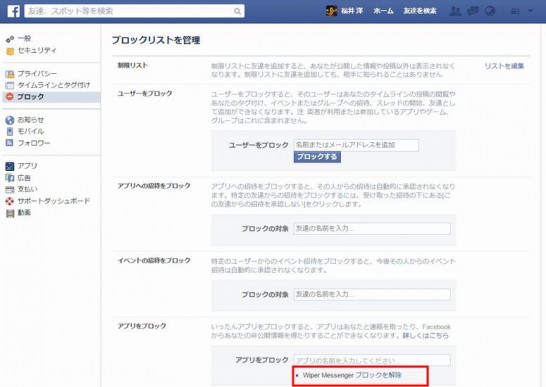 f
友達、スポット等を検索
福井 洋 ホーム 友達を検索
一般
セキュリティ
プライバシー
タイムラインとタグ付け
ブロック
お知らせ
モバイル
フォロワー
アプリ
広告
支払い
サポートダッシュボード
動画
ブロックリストを管理
制限リスト
制限リストに友達を追加すると、あなたが公開した情報や投稿以外は表示されなく
なります。制限リストに友達を追加しても、相手に知られることはありません
リストを編集
ユーザーをブロック
ユーザーをブロックすると、そのユーザーはあなたのタイムラインの投稿の閲覧や
あなたのタグ付け、イベントまたはグループへの招待、スレッドの開始、友達とし
て追加ができなくなります。注: 両者が利用または参加しているアプリやゲーム、
グループはこれに含まれません。
ユーザーをブロック 名前またはメールアドレスを追加
ブロックする
アプリへの招待をブロック
アプリへの招待をブロックすると、その人からの招待は自動的に承認されなくなり
ます。特定の友達からの招待をブロックするには、受け取った招待の下にある[こ
の友達からの招待を承認しない]をクリックします。
ブロックの対象 友達の名前を入力...
イベントの招待をブロック
特定のユーザーからのイベント招待をブロックすると、今後その人からのイベント
招待は自動的に承認されなくなります。
ブロックの対象 友達の名前を入力...
アプリをブロック
いったんアプリをブロックすると、アプリはあなたと連絡を取ったり、Facebook
からあなたの非公開情報を得たりすることができなくなります。詳しくはこちら
アプリをブロック アプリの名前を入力してください...
Wiper Messenger ブロックを解除